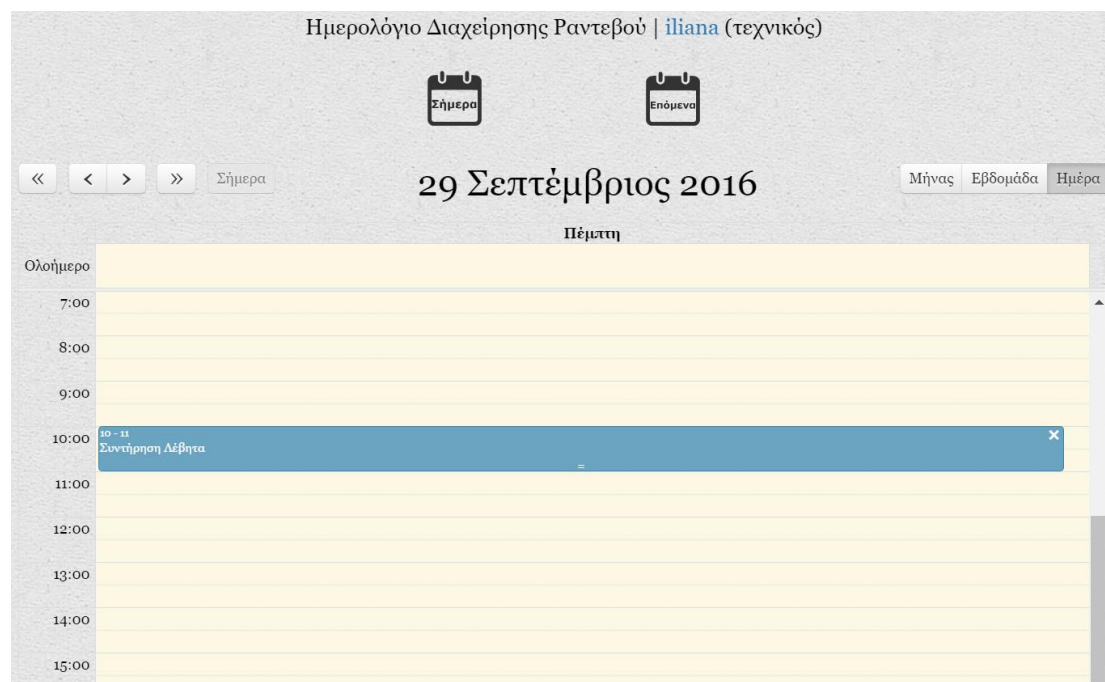 Ημερολόγιο Διαχείρησης Ραντεβού | iliana (τεχνικός)
Σήμερα
Επόμενα
« < > » Σήμερα
29 Σεπτέμβριος 2016
Μήνας Εβδομάδα Ημέρα
Πέμπτη
Ολοήμερο
7:00
8:00
9:00
10:00
10 - 11
Συντήρηση Λέβητα
11:00
12:00
13:00
14:00
15:00